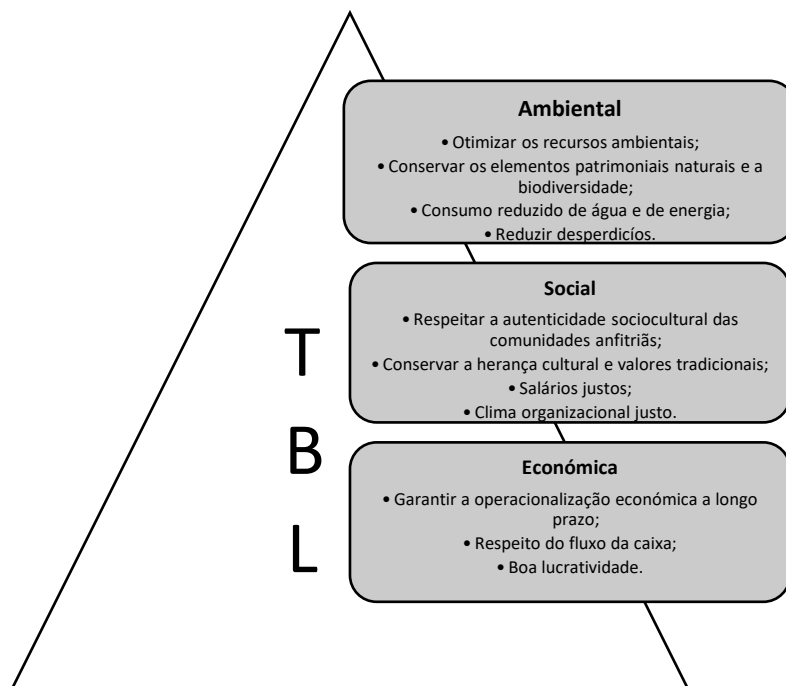 Ambiental
• Otimizar os recursos ambientais;
• Conservar os elementos patrimoniais naturais e a
biodiversidade;
• Consumo reduzido de água e de energia;
• Reduzir desperdicíos.
Social
• Respeitar a autenticidade sociocultural das
comunidades anfitriãs;
• Conservar a herança cultural e valores tradicionais;
• Salários justos;
• Clima organizacional justo.
Económica
• Garantir a operacionalização económica a longo
prazo;
• Respeito do fluxo da caixa;
• Boa lucratividade.
T
B
L